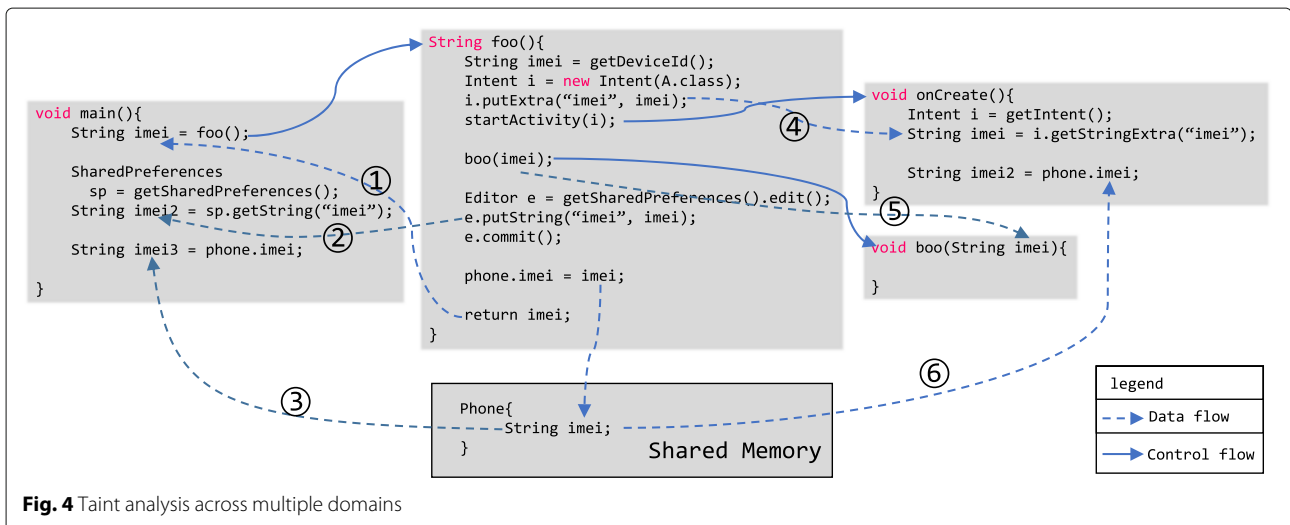 void main(){
String imei = foo();
SharedPreferences
sp = getSharedPreferences();
String imei2 = sp.getString(“imei”);
String imei3 = phone.imei;
}
①
②
③
String foo(){
String imei = getDeviceId();
Intent i = new Intent(A.class);
i.putExtra(“imei”, imei);
startActivity(i);
boo(imei);
Editor e = getSharedPreferences().edit();
e.putString(“imei”, imei);
e.commit();
phone.imei = imei;
return imei;
}
④
⑤
⑥
void onCreate(){
Intent i = getIntent();
String imei = i.getStringExtra(“imei”);
String imei2 = phone.imei;
}
void boo(String imei){
}
Phone{
String imei;
}
Shared Memory
legend
Data flow
Control flow
Fig. 4 Taint analysis across multiple domains